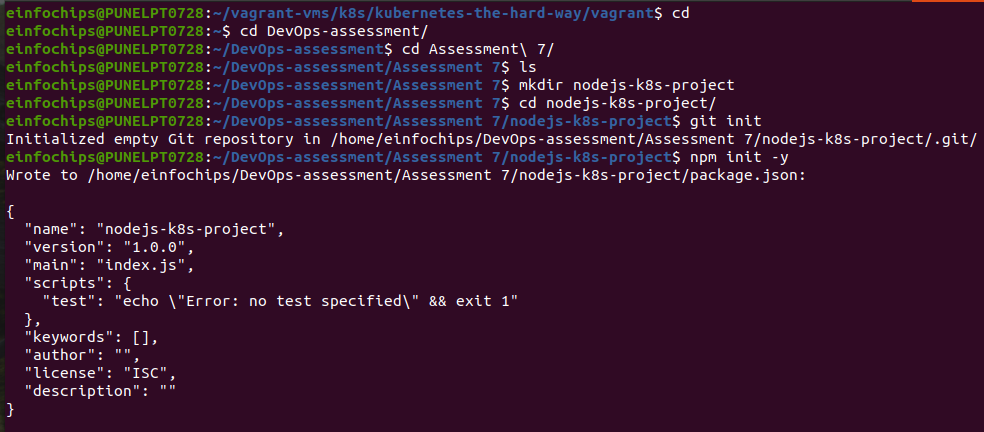 einfochips@PUNELPT0728:~/vagrant-vms/k8s/kubernetes-the-hard-way/vagrant$ cd
einfochips@PUNELPT0728:~$ cd DevOps-assessment/
einfochips@PUNELPT0728:~/DevOps-assessment$ cd Assessment\ 7/
einfochips@PUNELPT0728:~/DevOps-assessment/Assessment 7$ ls
einfochips@PUNELPT0728:~/DevOps-assessment/Assessment 7$ mkdir nodejs-k8s-project
einfochips@PUNELPT0728:~/DevOps-assessment/Assessment 7$ cd nodejs-k8s-project/
einfochips@PUNELPT0728:~/DevOps-assessment/Assessment 7/nodejs-k8s-project$ git init
Initialized empty Git repository in /home/einfochips/DevOps-assessment/Assessment 7/nodejs-k8s-project/.git/
einfochips@PUNELPT0728:~/DevOps-assessment/Assessment 7/nodejs-k8s-project$ npm init -y
Wrote to /home/einfochips/DevOps-assessment/Assessment 7/nodejs-k8s-project/package.json:

{
  "name": "nodejs-k8s-project",
  "version": "1.0.0",
  "main": "index.js",
  "scripts": {
    "test": "echo \"Error: no test specified\" && exit 1"
  },
  "keywords": [],
  "author": "",
  "license": "ISC",
  "description": ""
}